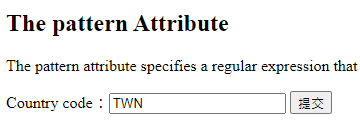 The pattern Attribute
The pattern attribute specifies a regular expression that
Country code：TWN 提交